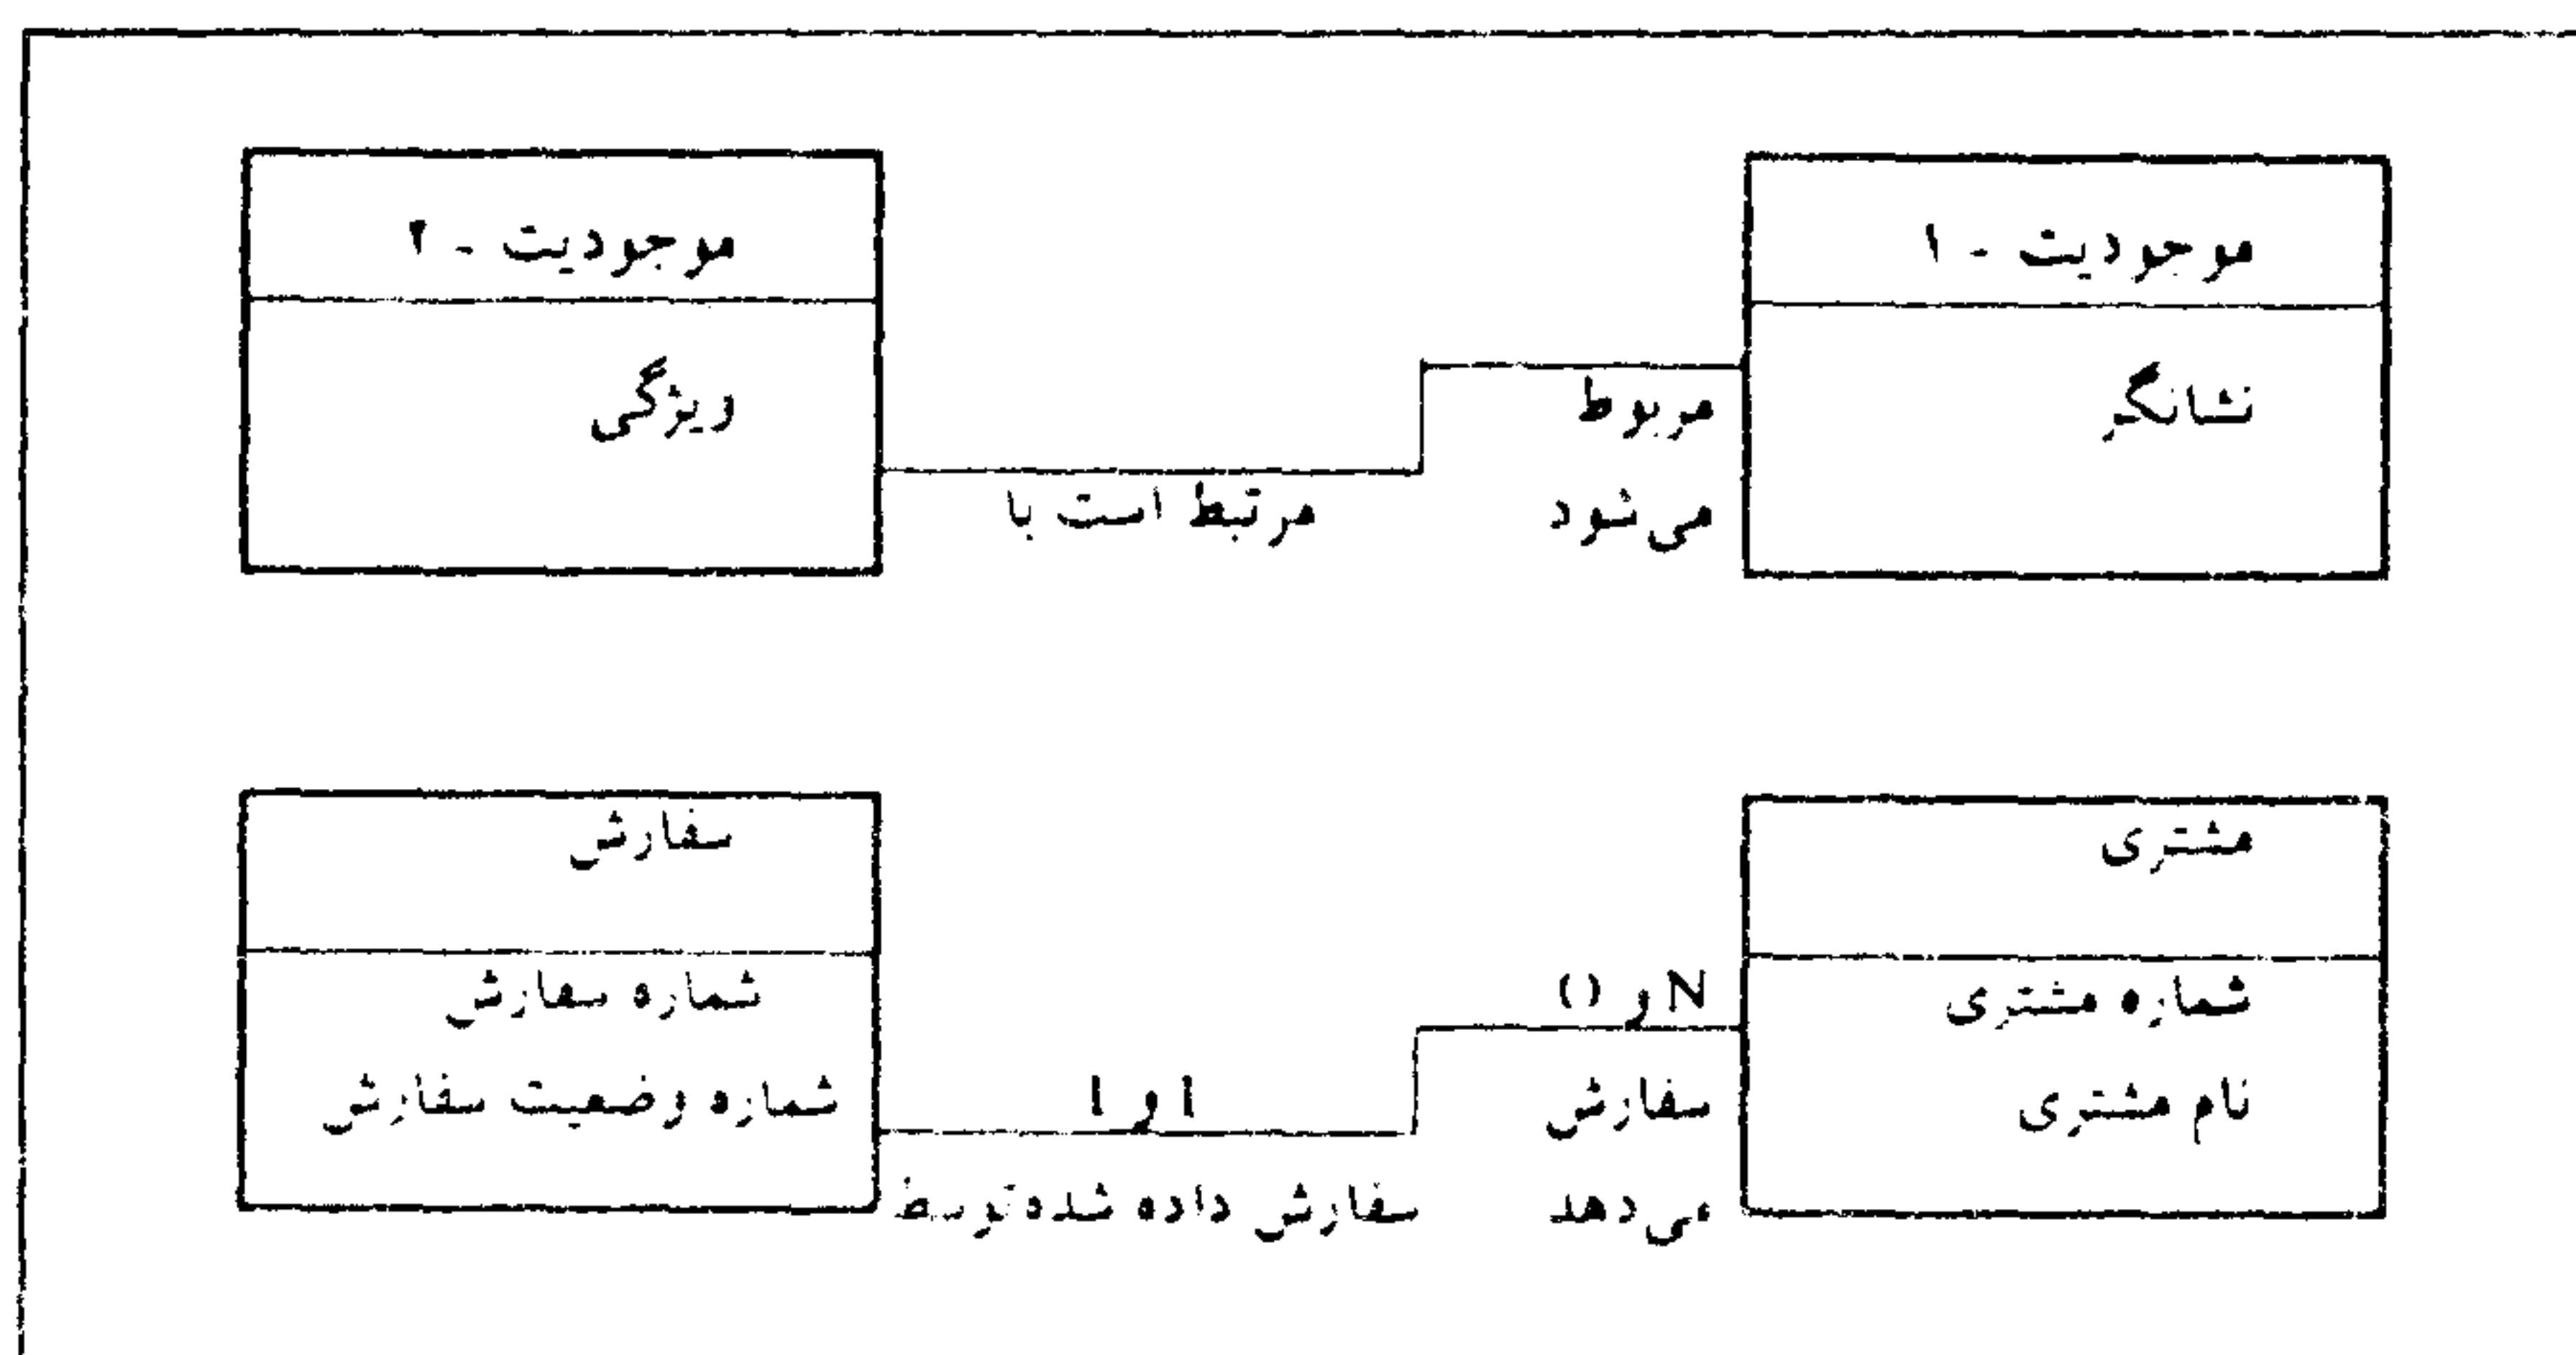 موجودیت - ۱
نشانگر
مربوط
می‌شود
مرتبط است با
موجودیت - ۲
ویژگی
مشتری
شماره مشتری
نام مشتری
N و 0
سفارش
می‌دهد
1 و 1
سفارش داده شده توسط
سفارش
شماره سفارش
شماره وضعیت سفارش